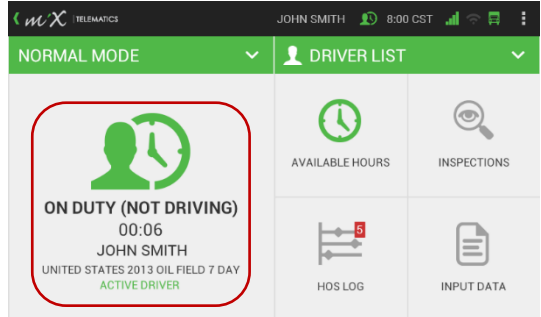 mix TELEMATICS JOHN SMITH 8:00 CST
NORMAL MODE
DRIVER LIST
ON DUTY (NOT DRIVING)
00:06
JOHN SMITH
UNITED STATES 2013 OIL FIELD 7 DAY
ACTIVE DRIVER
AVAILABLE HOURS
INSPECTIONS
5
HOS LOG
INPUT DATA